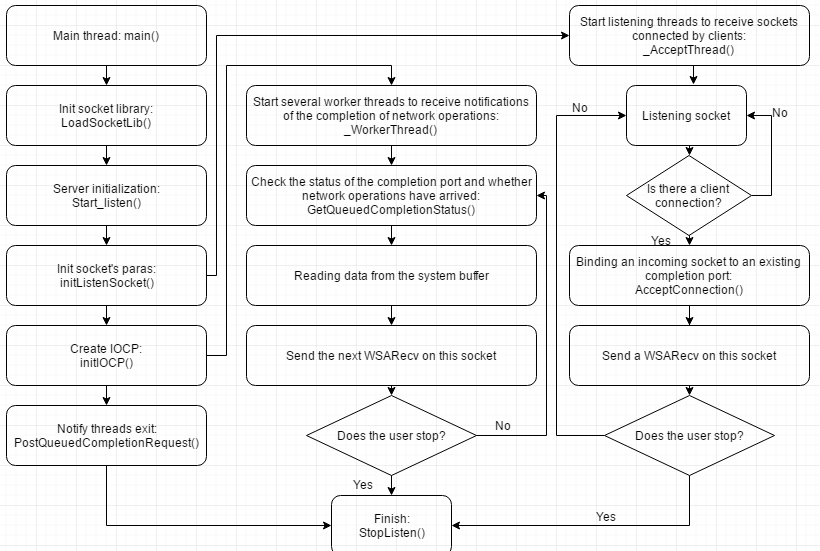 Main thread: main()
Init socket library:
LoadSocketLib()
Server initialization:
Start_listen()
Init socket's paras:
initListenSocket()
Create IOCP:
initIOCP()
Notify threads exit:
PostQueuedCompletionRequest()
Start several worker threads to receive notifications
of the completion of network operations:
_WorkerThread()
Check the status of the completion port and whether
network operations have arrived:
GetQueuedCompletionStatus()
Reading data from the system buffer
Send the next WSARecv on this socket
Does the user stop?
No
Yes
Finish:
StopListen()
Start listening threads to receive sockets
connected by clients:
_AcceptThread()
Listening socket
No
No
Is there a client
connection?
Yes
Binding an incoming socket to an existing
completion port:
AcceptConnection()
Send a WSARecv on this socket
Does the user stop?
Yes